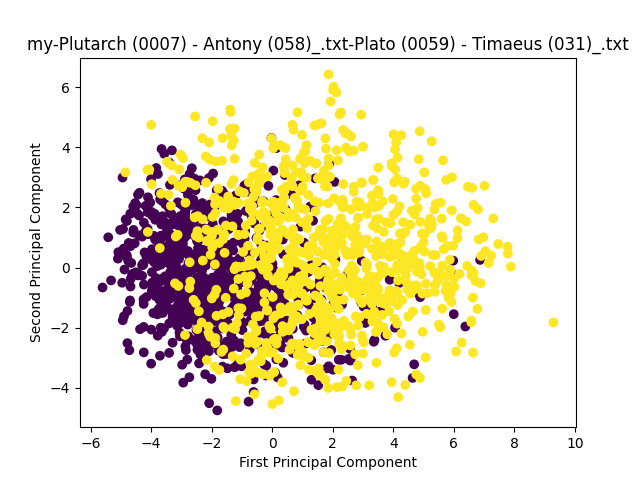 my-Plutarch (0007) - Antony (058)_.txt-Plato (0059) - Timaeus (031)_.txt
6
4
2
0
−2
−4
Second Principal Component
−6 −4 −2 0 2 4 6 8 10
First Principal Component